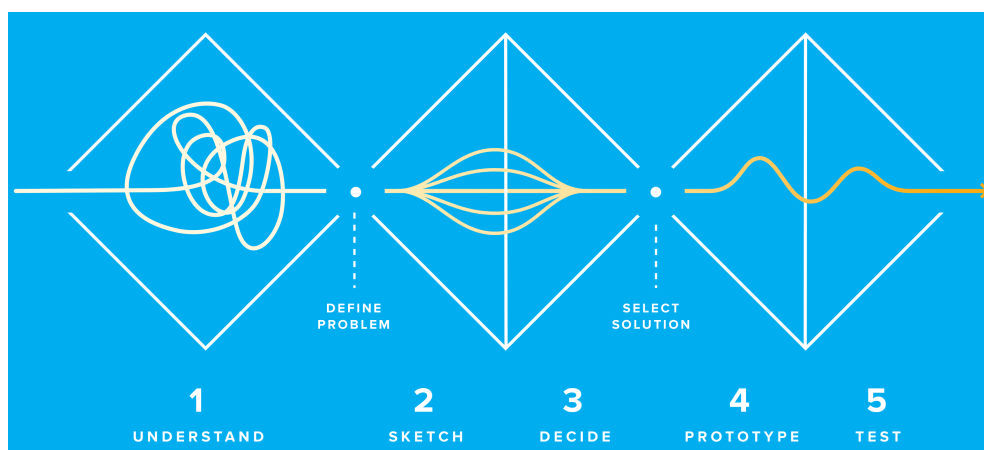 DEFINE
PROBLEM
SELECT
SOLUTION
1
2
3
4
5
UNDERSTAND
SKETCH
DECIDE
PROTOTYPE
TEST